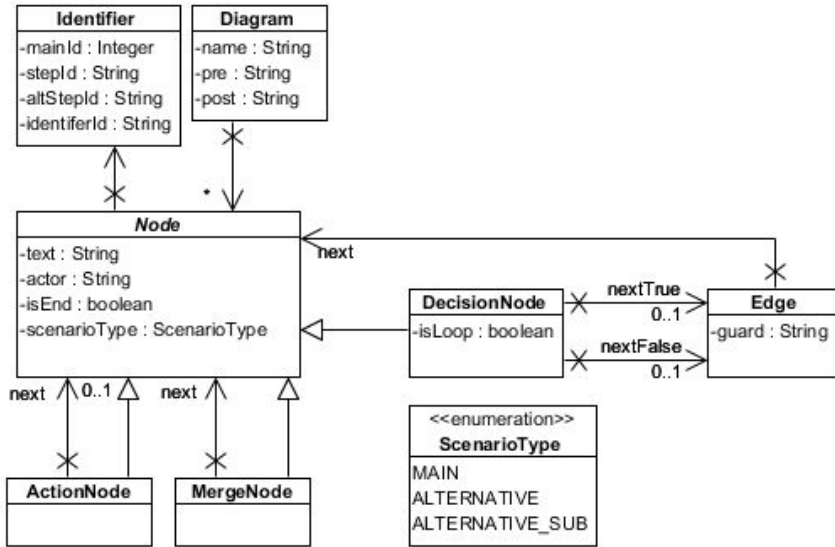 Identifier
-mainId : Integer
-stepId : String
-altStepId : String
-identiferId : String
Diagram
-name : String
-pre : String
-post : String
*
Node
-text : String
-actor : String
-isEnd : boolean
-scenarioType : ScenarioType
next
DecisionNode
-isLoop : boolean
nextTrue
0..1
nextFalse
0..1
Edge
-guard : String
next
0..1
next
ActionNode
MergeNode
<<enumeration>>
ScenarioType
MAIN
ALTERNATIVE
ALTERNATIVE_SUB